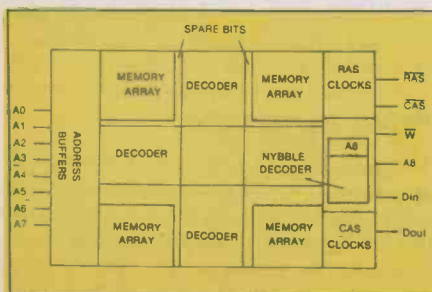 SPARE BITS
MEMORY
ARRAY
DECODER
MEMORY
ARRAY
RAS
CLOCKS
RAS
CAS
W
A8
Din
Dout
A0
A1
A2
A3
A4
A5
A6
A7
ADDRESS
BUFFERS
DECODER
NYBBLE
DECODER
A8
MEMORY
ARRAY
DECODER
MEMORY
ARRAY
CAS
CLOCKS